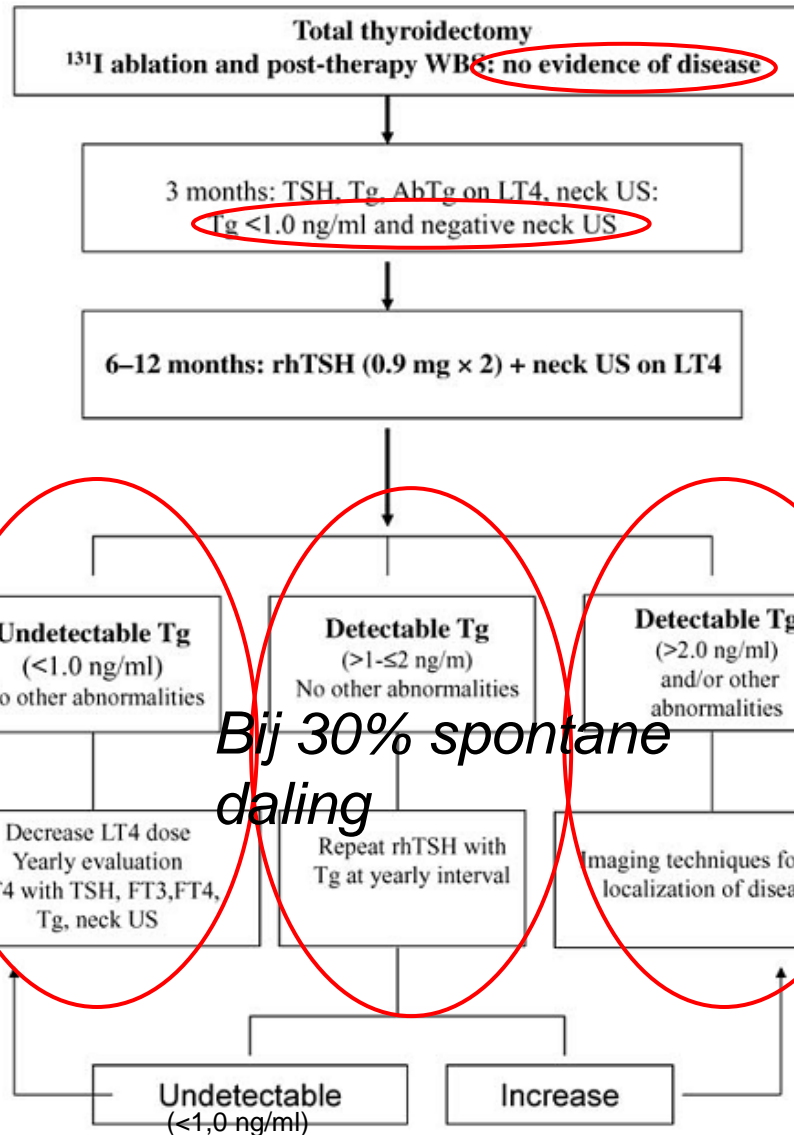 Total thyroidectomy
¹³¹I ablation and post-therapy WBS: no evidence of disease
3 months: TSH, Tg, AbTg on LT4, neck US:
Tg <1.0 ng/ml and negative neck US
6–12 months: rhTSH (0.9 mg × 2) + neck US on LT4
Undetectable Tg
(<1.0 ng/ml)
o other abnormalities
Detectable Tg
(>1-≤2 ng/m)
No other abnormalities
Detectable Tg
(>2.0 ng/ml)
and/or other
abnormalities
Bij 30% spontane
daling
Decrease LT4 dose
Yearly evaluation
T4 with TSH, FT3,FT4,
Tg, neck US
Repeat rhTSH with
Tg at yearly interval
Imaging techniques fo
localization of disea
Undetectable
(<1,0 ng/ml)
Increase